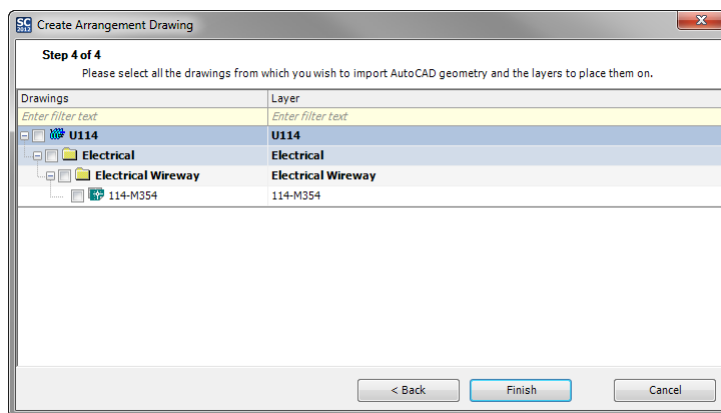 SC
2012
Create Arrangement Drawing
X
Step 4 of 4
Please select all the drawings from which you wish to import AutoCAD geometry and the layers to place them on.
Drawings Layer
Enter filter text Enter filter text
U114 U114
Electrical Electrical
Electrical Wireway Electrical Wireway
114-M354 114-M354
< Back Finish Cancel